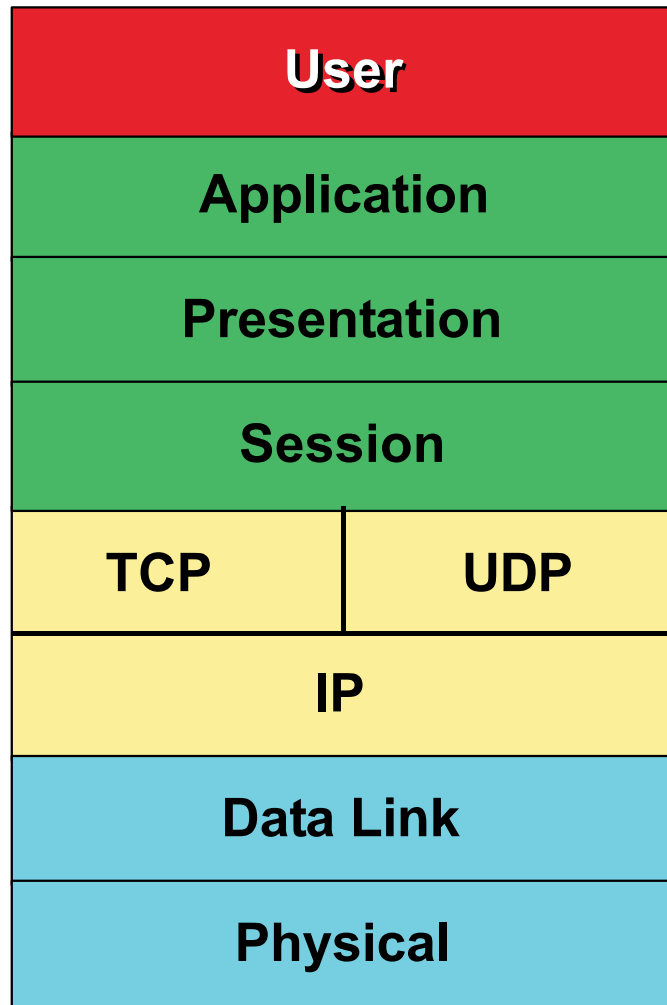 User
Application
Presentation
Session
TCP UDP
IP
Data Link
Physical